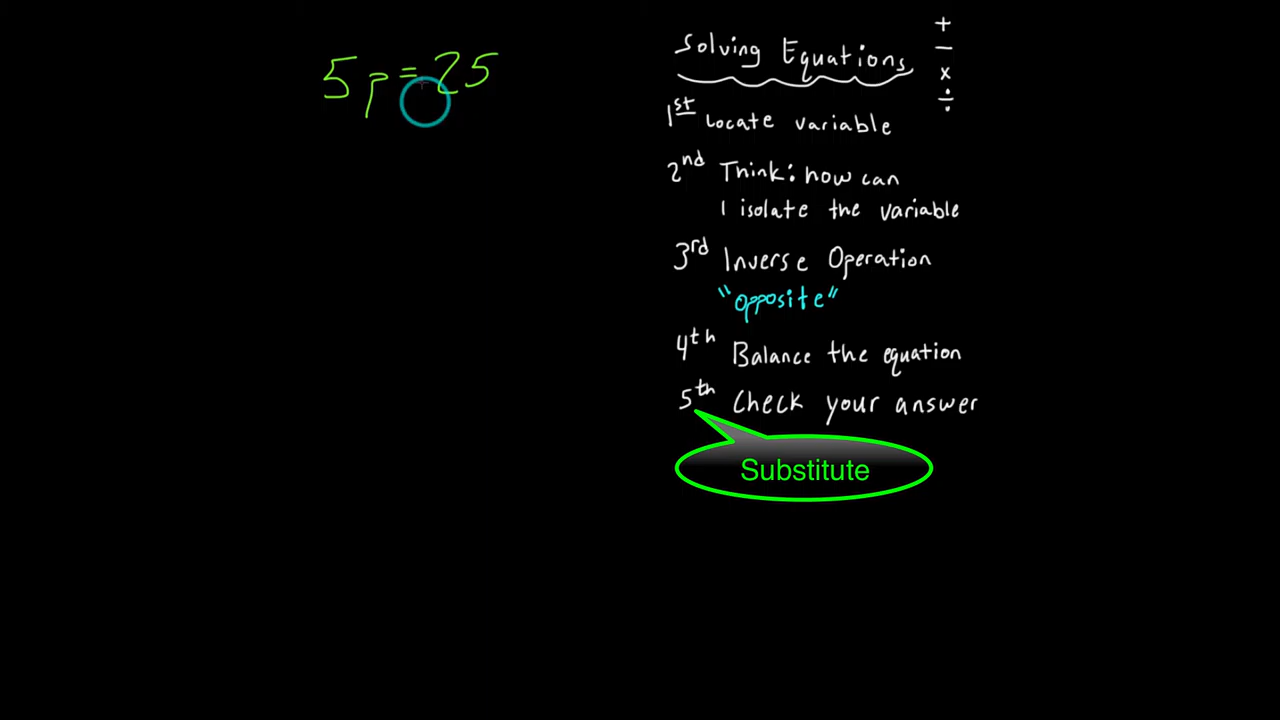 5p=25
Solving Equations
+
−
x
÷
1st Locate variable
2nd Think: how can
I isolate the variable
3rd Inverse Operation
"opposite"
4th Balance the equation
5th Check your answer
Substitute